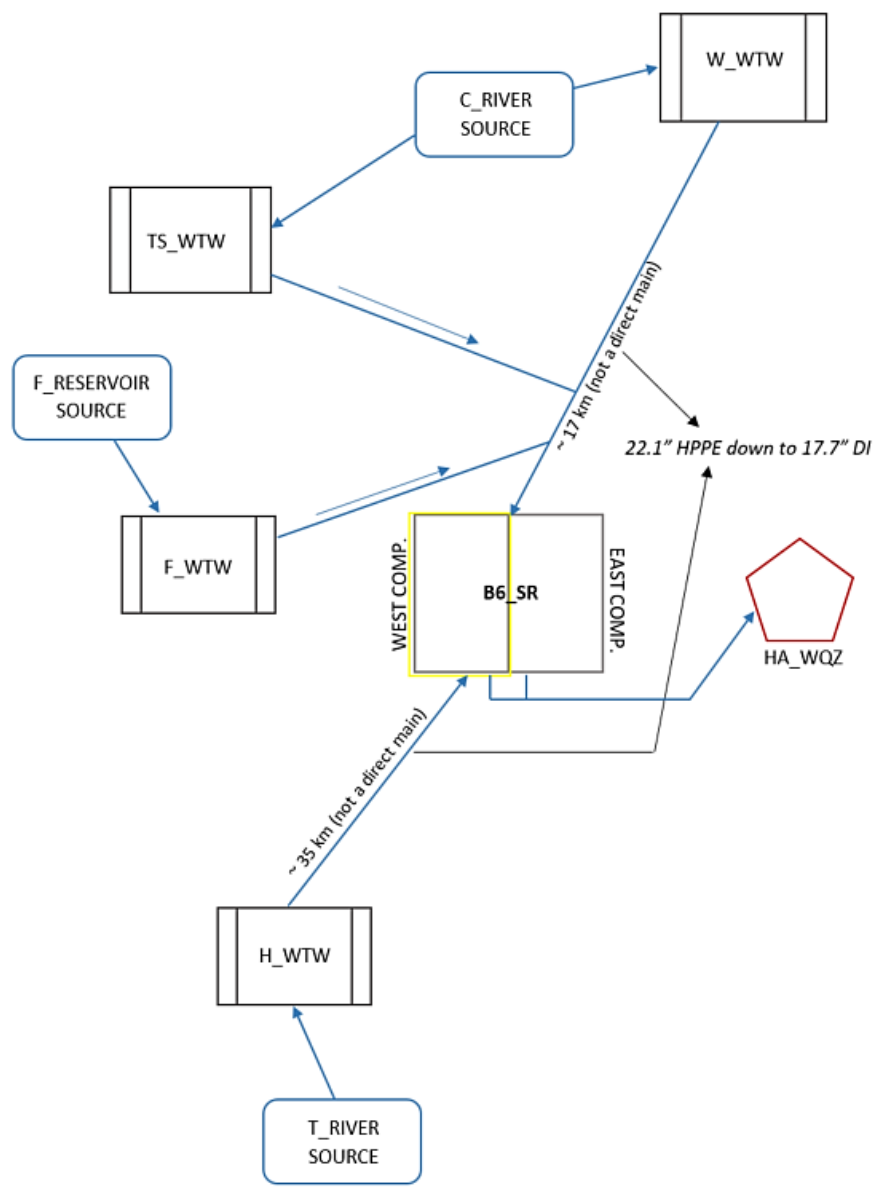 W_WTW
C_RIVER
SOURCE
TS_WTW
~ 17 km (not a direct main)
F_RESERVOIR
SOURCE
22.1” HPPE down to 17.7” DI
F_WTW
WEST COMP.
B6_SR
EAST COMP.
HA_WQZ
~ 35 km (not a direct main)
H_WTW
T_RIVER
SOURCE